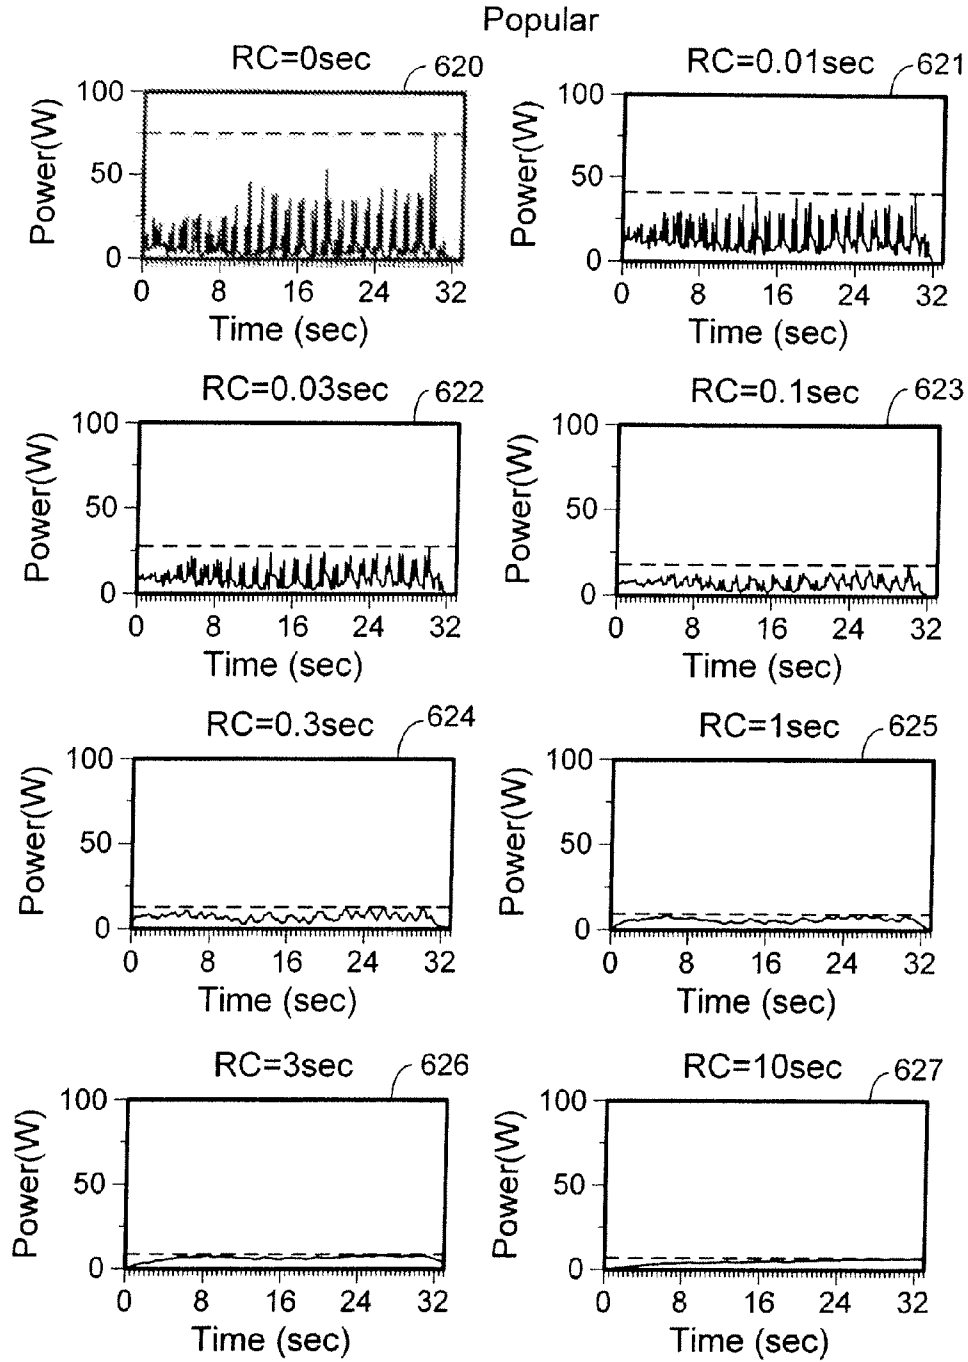 Popular
RC=0sec 620
Power(W)
100
50
0
0 8 16 24 32
Time (sec)
RC=0.01sec 621
Power(W)
100
50
0
0 8 16 24 32
Time (sec)
RC=0.03sec 622
Power(W)
100
50
0
0 8 16 24 32
Time (sec)
RC=0.1sec 623
Power(W)
100
50
0
0 8 16 24 32
Time (sec)
RC=0.3sec 624
Power(W)
100
50
0
0 8 16 24 32
Time (sec)
RC=1sec 625
Power(W)
100
50
0
0 8 16 24 32
Time (sec)
RC=3sec 626
Power(W)
100
50
0
0 8 16 24 32
Time (sec)
RC=10sec 627
Power(W)
100
50
0
0 8 16 24 32
Time (sec)